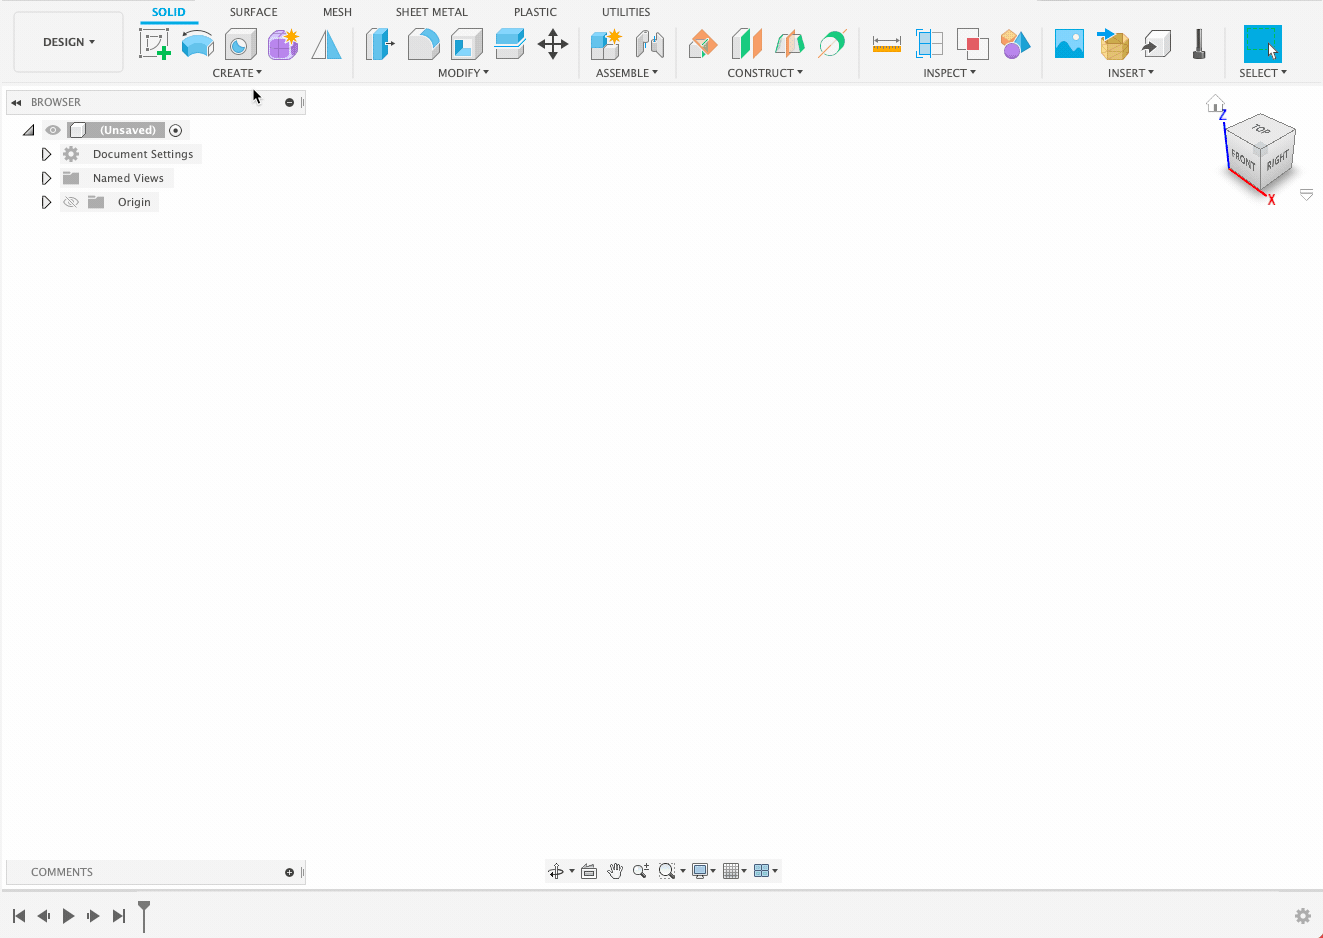 SOLID SURFACE MESH SHEET METAL PLASTIC UTILITIES
DESIGN
CREATE MODIFY ASSEMBLE CONSTRUCT INSPECT INSERT SELECT
BROWSER
(Unsaved)
Document Settings
Named Views
Origin
Z
TOP
FRONT RIGHT
X
COMMENTS